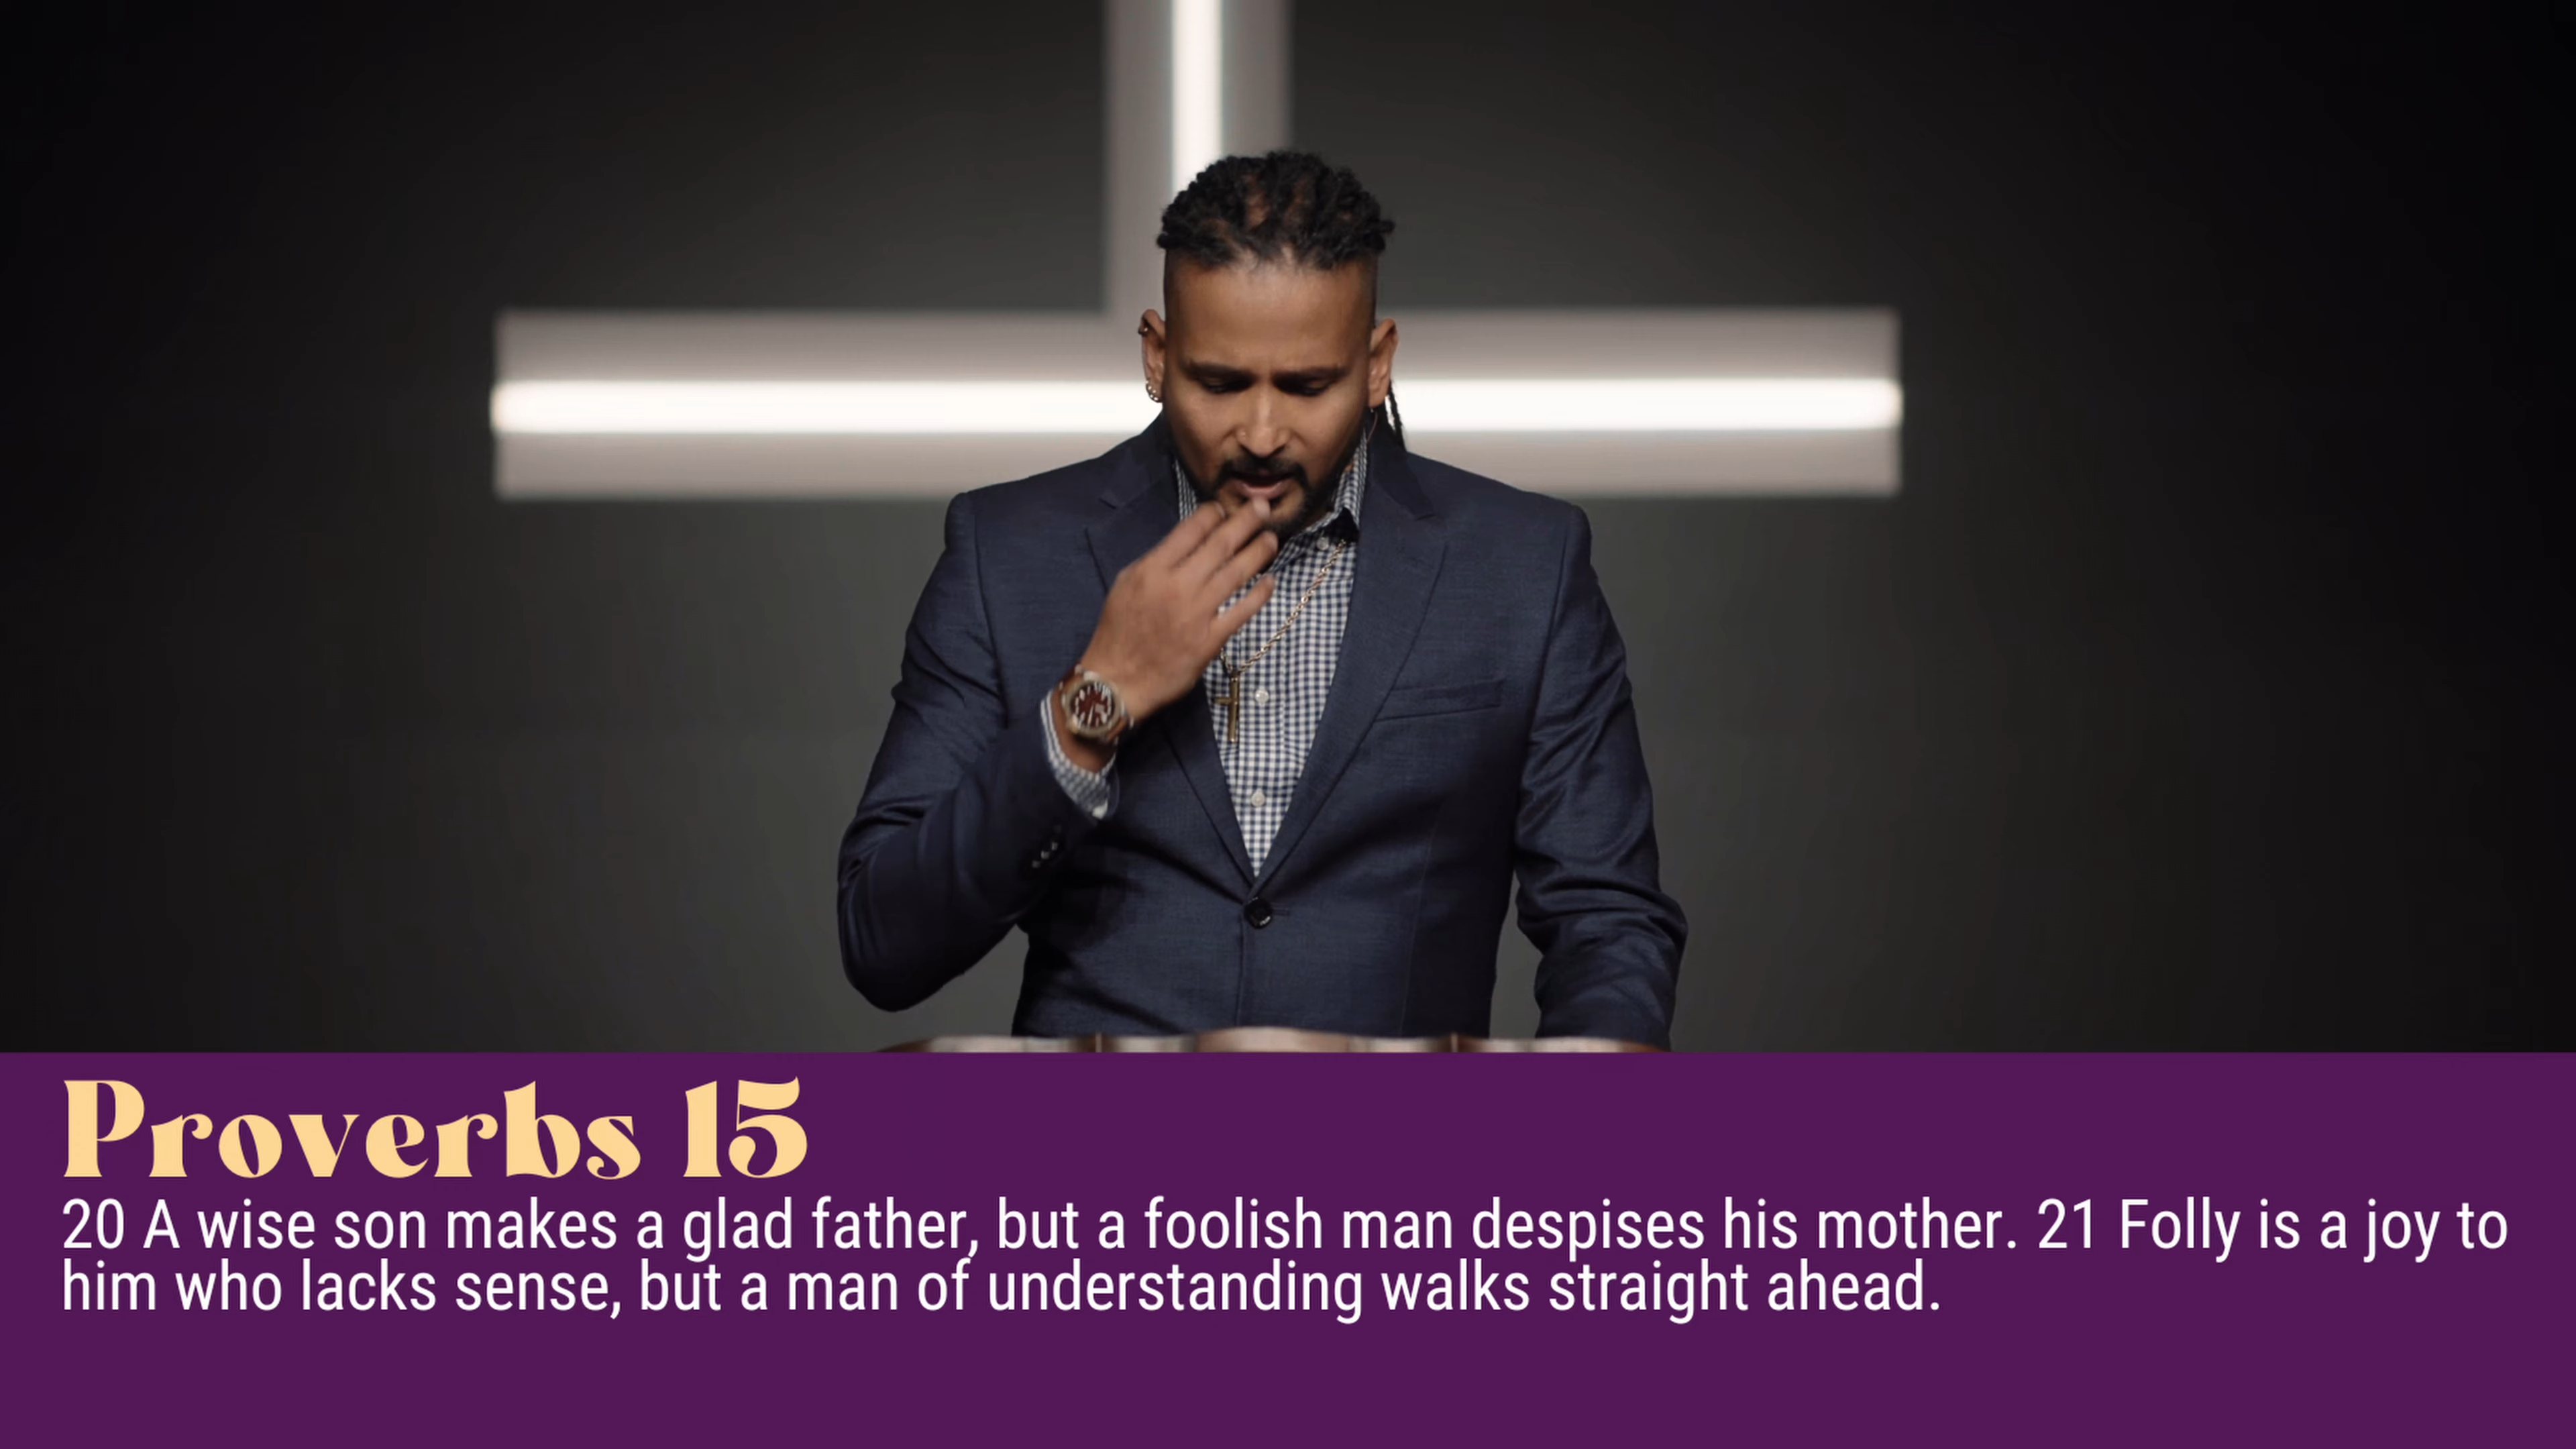 Proverbs 15
20 A wise son makes a glad father, but a foolish man despises his mother. 21 Folly is a joy to
him who lacks sense, but a man of understanding walks straight ahead.